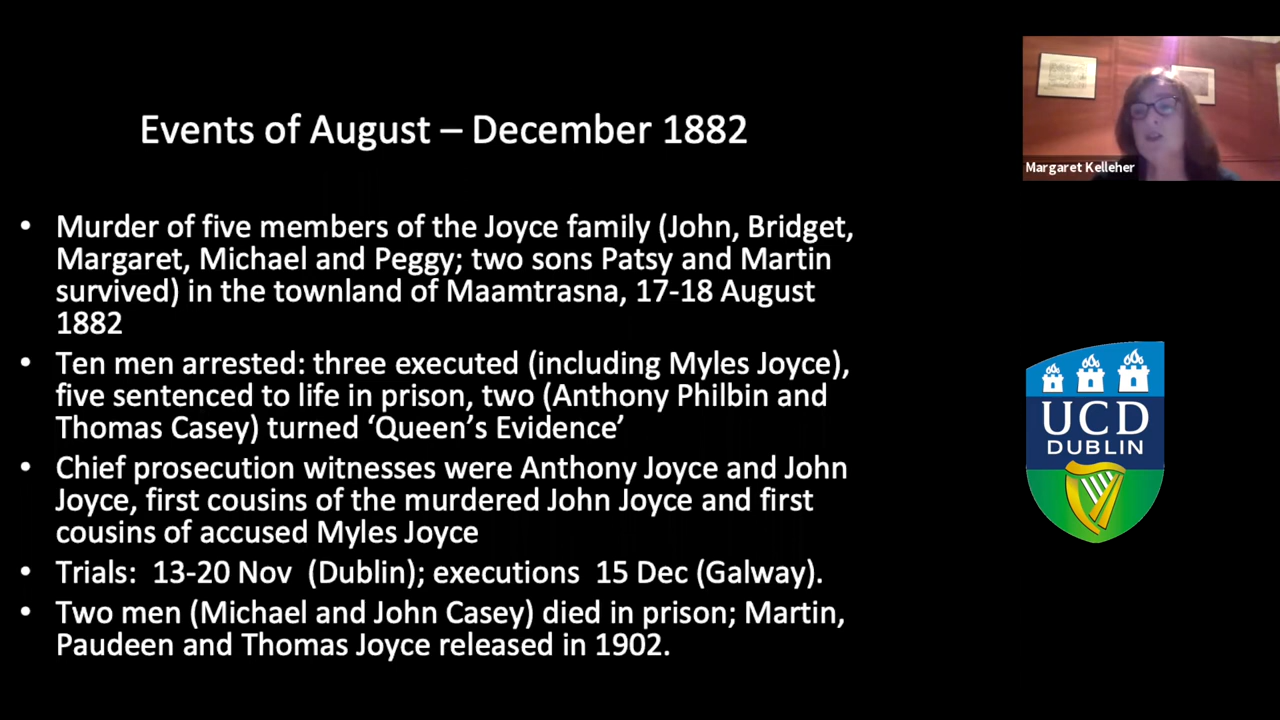 Events of August – December 1882
• Murder of five members of the Joyce family (John, Bridget,
Margaret, Michael and Peggy; two sons Patsy and Martin
survived) in the townland of Maamtrasna, 17-18 August
1882
• Ten men arrested: three executed (including Myles Joyce),
five sentenced to life in prison, two (Anthony Philbin and
Thomas Casey) turned ‘Queen’s Evidence’
• Chief prosecution witnesses were Anthony Joyce and John
Joyce, first cousins of the murdered John Joyce and first
cousins of accused Myles Joyce
• Trials:  13-20 Nov  (Dublin); executions  15 Dec (Galway).
• Two men (Michael and John Casey) died in prison; Martin,
Paudeen and Thomas Joyce released in 1902.
Margaret Kelleher
UCD
DUBLIN